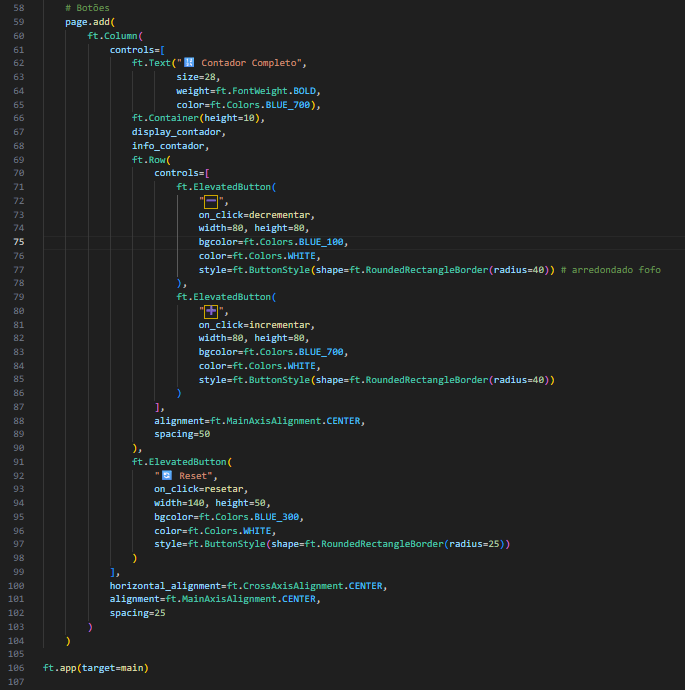 58 # Botões
59 page.add(
60 ft.Column(
61 controls=[
62 ft.Text("🔢 Contador Completo",
63 size=28,
64 weight=ft.FontWeight.BOLD,
65 color=ft.Colors.BLUE_700),
66 ft.Container(height=10),
67 display_contador,
68 info_contador,
69 ft.Row(
70 controls=[
71 ft.ElevatedButton(
72 "➖",
73 on_click=decrementar,
74 width=80, height=80,
75 bgcolor=ft.Colors.BLUE_100,
76 color=ft.Colors.WHITE,
77 style=ft.ButtonStyle(shape=ft.RoundedRectangleBorder(radius=40)) # arredondado fofo
78 ),
79 ft.ElevatedButton(
80 "➕",
81 on_click=incrementar,
82 width=80, height=80,
83 bgcolor=ft.Colors.BLUE_700,
84 color=ft.Colors.WHITE,
85 style=ft.ButtonStyle(shape=ft.RoundedRectangleBorder(radius=40))
86 )
87 ],
88 alignment=ft.MainAxisAlignment.CENTER,
89 spacing=50
90 ),
91 ft.ElevatedButton(
92 "🔄 Reset",
93 on_click=resetar,
94 width=140, height=50,
95 bgcolor=ft.Colors.BLUE_300,
96 color=ft.Colors.WHITE,
97 style=ft.ButtonStyle(shape=ft.RoundedRectangleBorder(radius=25))
98 )
99 ],
100 horizontal_alignment=ft.CrossAxisAlignment.CENTER,
101 alignment=ft.MainAxisAlignment.CENTER,
102 spacing=25
103 )
104 )
105
106 ft.app(target=main)
107